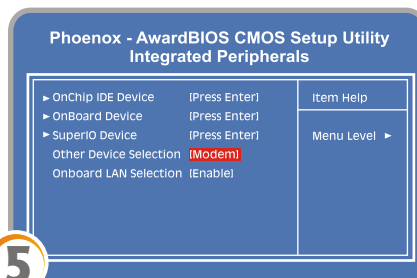 Phoenox - AwardBIOS CMOS Setup Utility
Integrated Peripherals
► OnChip IDE Device [Press Enter]
► OnBoard Device [Press Enter]
► SuperIO Device [Press Enter]
Other Device Selection [Modem]
Onboard LAN Selection [Enable]
Item Help
Menu Level ►
5